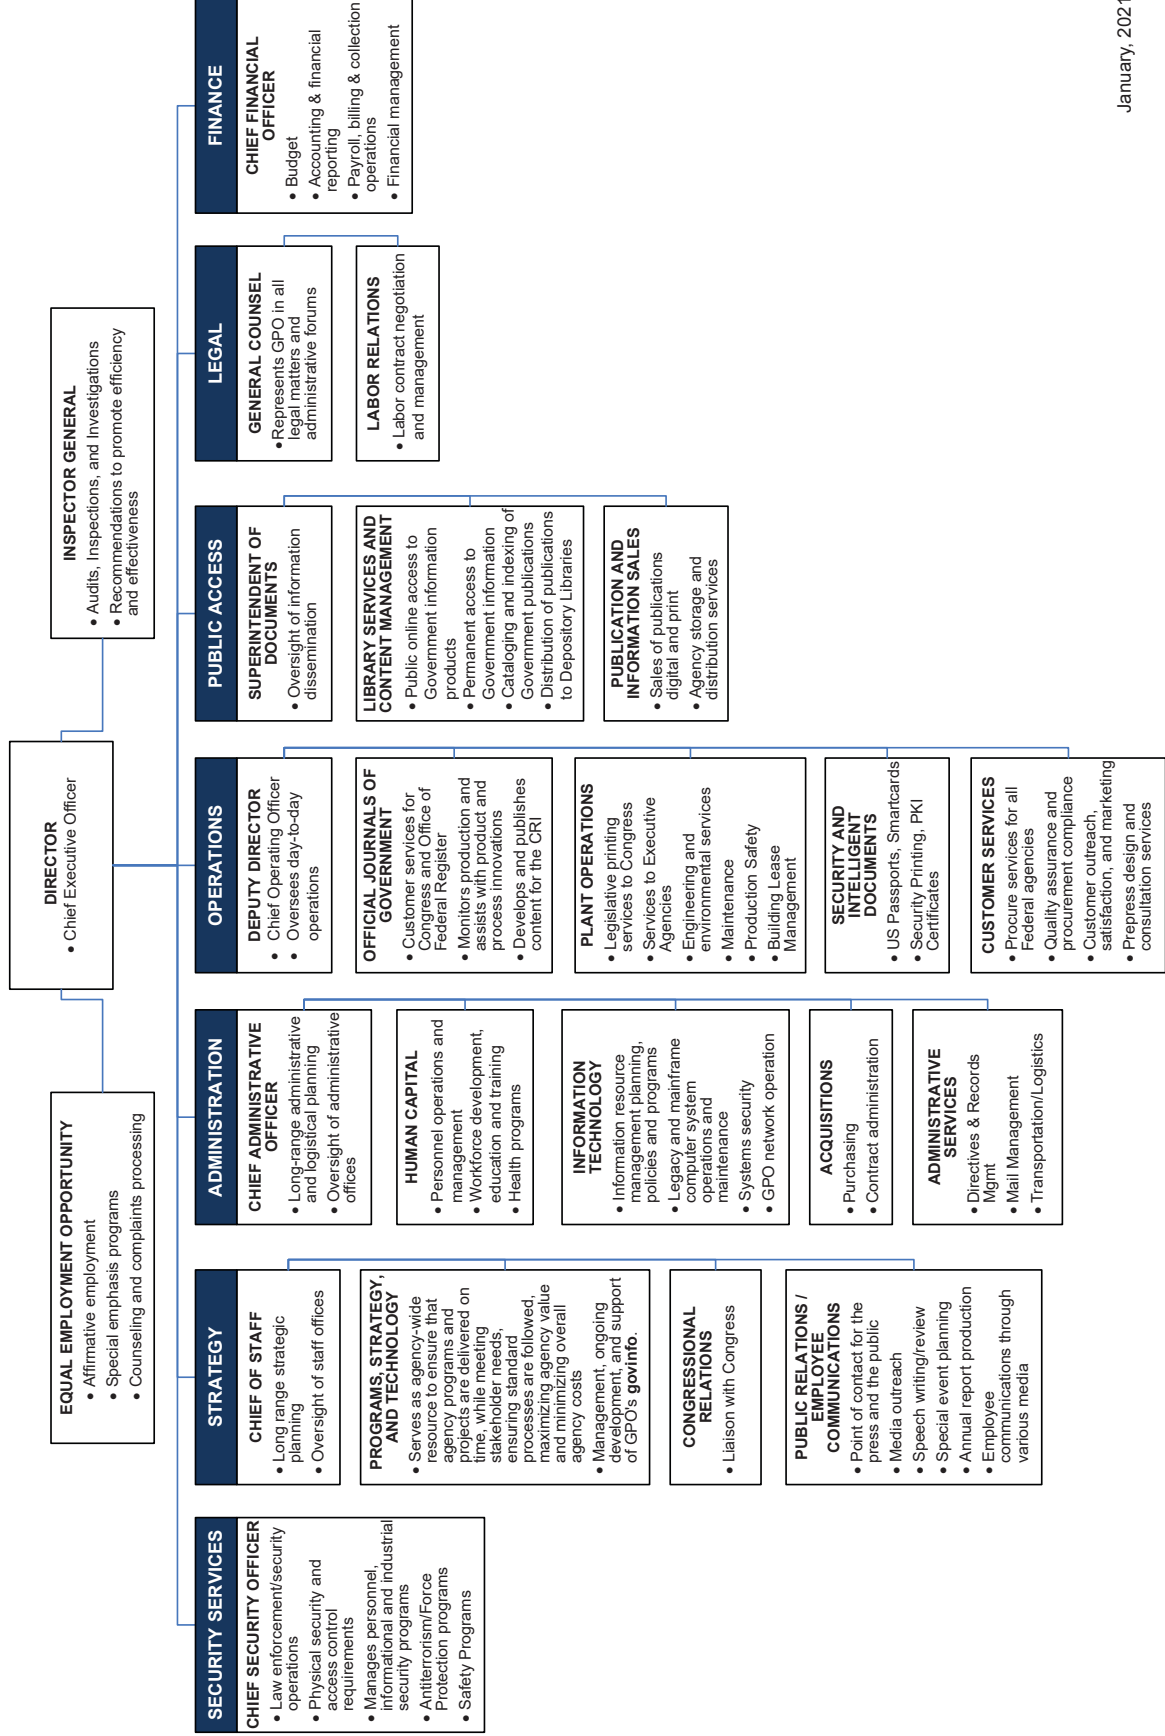 DIRECTOR
• Chief Executive Officer
EQUAL EMPLOYMENT OPPORTUNITY
• Affirmative employment
• Special emphasis programs
• Counseling and complaints processing
INSPECTOR GENERAL
• Audits, Inspections, and Investigations
• Recommendations to promote efficiency
and effectiveness
SECURITY SERVICES
CHIEF SECURITY OFFICER
• Law enforcement/security
operations
• Physical security and
access control
requirements
• Manages personnel,
informational and industrial
security programs
• Antiterrorism/Force
Protection programs
• Safety Programs
STRATEGY
CHIEF OF STAFF
• Long range strategic
planning
• Oversight of staff offices
PROGRAMS, STRATEGY,
AND TECHNOLOGY
• Serves as agency-wide
resource to ensure that
agency programs and
projects are delivered on
time, while meeting
stakeholder needs,
ensuring standard
processes are followed,
maximizing agency value
and minimizing overall
agency costs
• Management, ongoing
development, and support
of GPO's govinfo.
CONGRESSIONAL
RELATIONS
• Liaison with Congress
PUBLIC RELATIONS /
EMPLOYEE
COMMUNICATIONS
• Point of contact for the
press and the public
• Media outreach
• Speech writing/review
• Special event planning
• Annual report production
• Employee
communications through
various media
ADMINISTRATION
CHIEF ADMINISTRATIVE
OFFICER
• Long-range administrative
and logistical planning
• Oversight of administrative
offices
HUMAN CAPITAL
• Personnel operations and
management
• Workforce development,
education and training
• Health programs
INFORMATION
TECHNOLOGY
• Information resource
management planning,
policies and programs
• Legacy and mainframe
computer system
operations and
maintenance
• Systems security
• GPO network operation
ACQUISITIONS
• Purchasing
• Contract administration
ADMINISTRATIVE
SERVICES
• Directives & Records
Mgmt
• Mail Management
• Transportation/Logistics
OPERATIONS
DEPUTY DIRECTOR
• Chief Operating Officer
• Oversees day-to-day
operations
OFFICIAL JOURNALS OF
GOVERNMENT
• Customer services for
Congress and Office of
Federal Register
• Monitors production and
assists with product and
process innovations
• Develops and publishes
content for the CRI
PLANT OPERATIONS
• Legislative printing
services to Congress
• Services to Executive
Agencies
• Engineering and
environmental services
• Maintenance
• Production Safety
• Building Lease
Management
SECURITY AND
INTELLIGENT
DOCUMENTS
• US Passports, Smartcards
• Security Printing, PKI
Certificates
CUSTOMER SERVICES
• Procure services for all
Federal agencies
• Quality assurance and
procurement compliance
• Customer outreach,
satisfaction, and marketing
• Prepress design and
consultation services
PUBLIC ACCESS
SUPERINTENDENT OF
DOCUMENTS
• Oversight of information
dissemination
LIBRARY SERVICES AND
CONTENT MANAGEMENT
• Public online access to
Government information
products
• Permanent access to
Government information
• Cataloging and indexing of
Government publications
• Distribution of publications
to Depository Libraries
PUBLICATION AND
INFORMATION SALES
• Sales of publications
digital and print
• Agency storage and
distribution services
LEGAL
GENERAL COUNSEL
• Represents GPO in all
legal matters and
administrative forums
LABOR RELATIONS
• Labor contract negotiation
and management
FINANCE
CHIEF FINANCIAL
OFFICER
• Budget
• Accounting & financial
reporting
• Payroll, billing & collection
operations
• Financial management
January, 2021